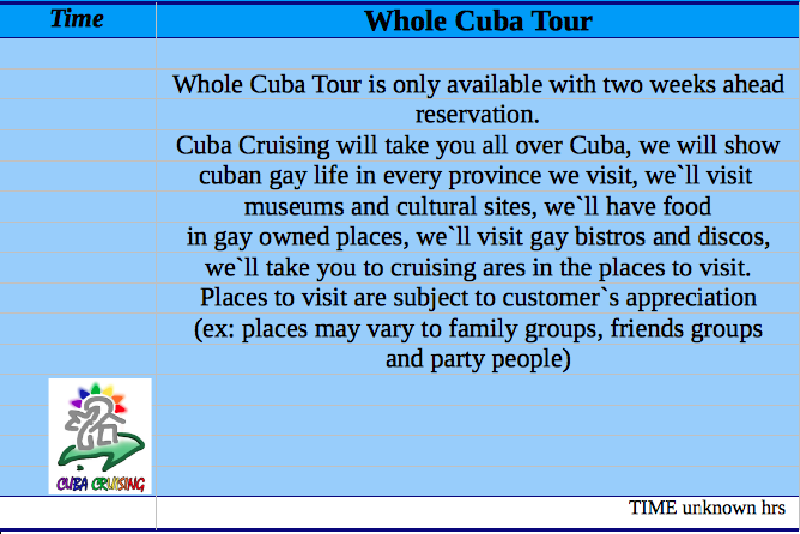 Time
Whole Cuba Tour
Whole Cuba Tour is only available with two weeks ahead
reservation.
Cuba Cruising will take you all over Cuba, we will show
cuban gay life in every province we visit, we`ll visit
museums and cultural sites, we`ll have food
in gay owned places, we`ll visit gay bistros and discos,
we`ll take you to cruising ares in the places to visit.
Places to visit are subject to customer`s appreciation
(ex: places may vary to family groups, friends groups
and party people)
CUBA CRUISING
TIME unknown hrs